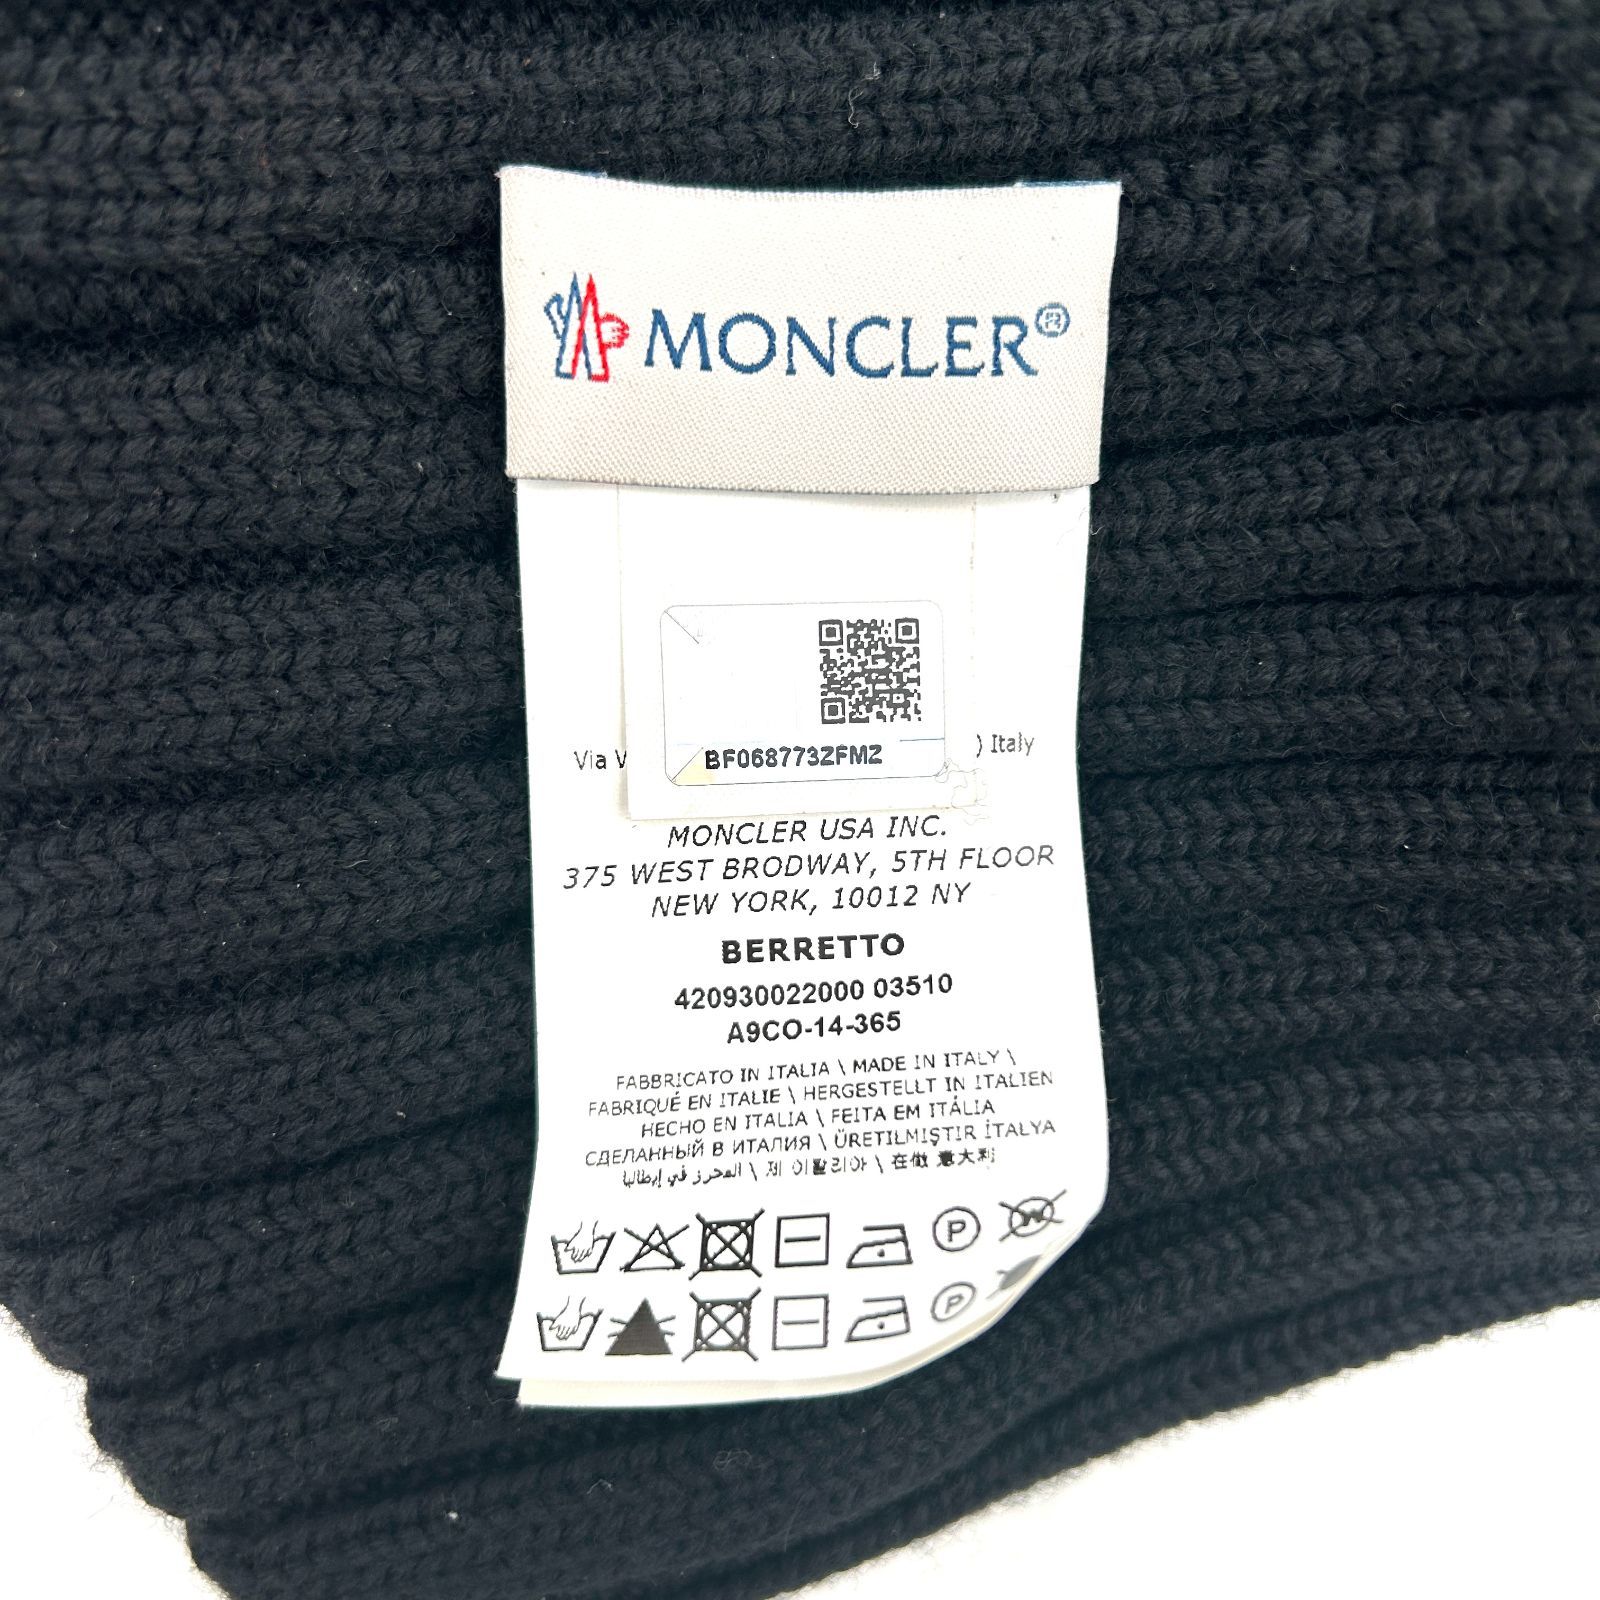 MONCLER®
BF068773ZFMZ
Via
) Italy
MONCLER USA INC.
375 WEST BRODWAY, 5TH FLOOR
NEW YORK, 10012 NY
BERRETTO
420930022000 03510
A9CO-14-365
FABBRICATO IN ITALIA \ MADE IN ITALY \
FABRIQUÉ EN ITALIE \ HERGESTELLT IN ITALIEN
HECHO EN ITALIA \ FEITA EM ITÁLIA
СДЕЛАННЫЙ В ИТАЛИЯ \ ÜRETILMIŞTIR İTALYA
المحرز في إيطاليا \ 제 이탈리아 \ 在做 意大利
P
W
P